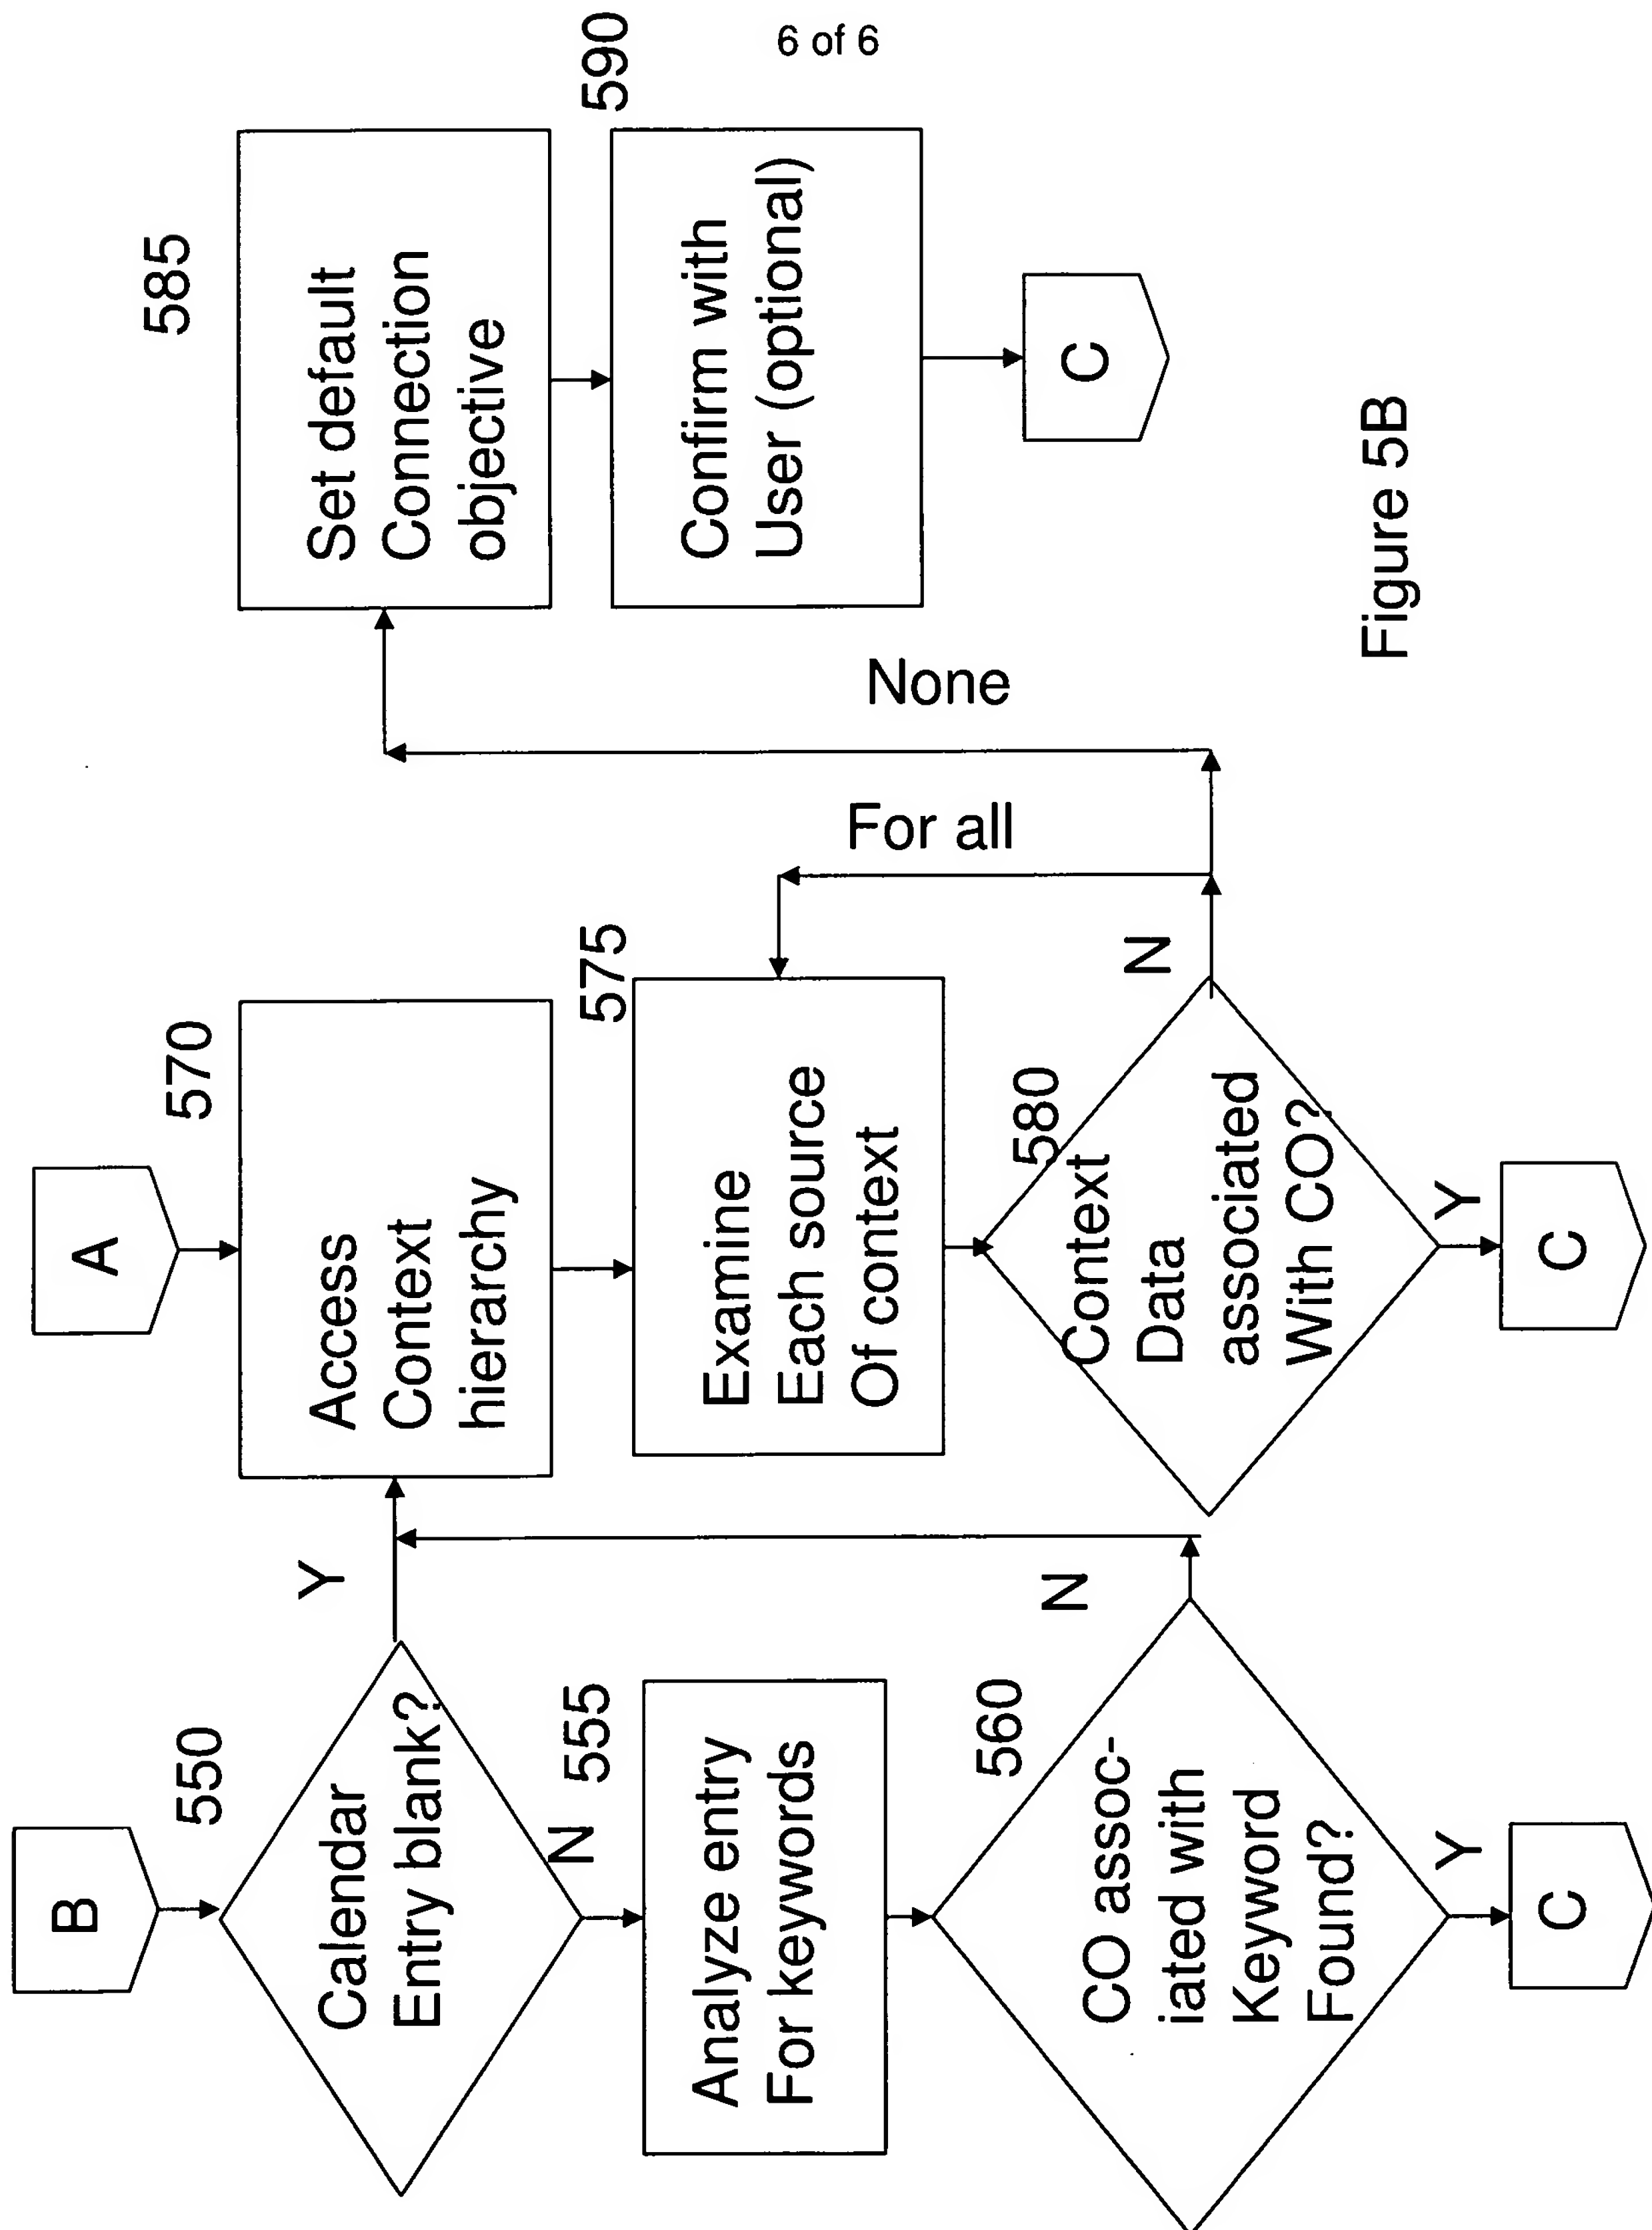 6 of 6
B
550
Calendar
Entry blank?
Y
N
555
Analyze entry
For keywords
560
CO assoc-
iated with
Keyword
Found?
N
Y
C
A
570
Access
Context
hierarchy
575
Examine
Each source
Of context
580
Context
Data
associated
With CO?
N
Y
C
For all
None
585
Set default
Connection
objective
590
Confirm with
User (optional)
C
Figure 5B